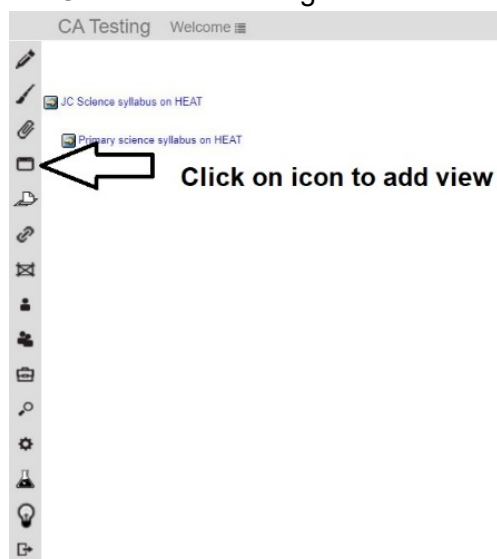 CA Testing Welcome
JC Science syllabus on HEAT
Primary science syllabus on HEAT
Click on icon to add view